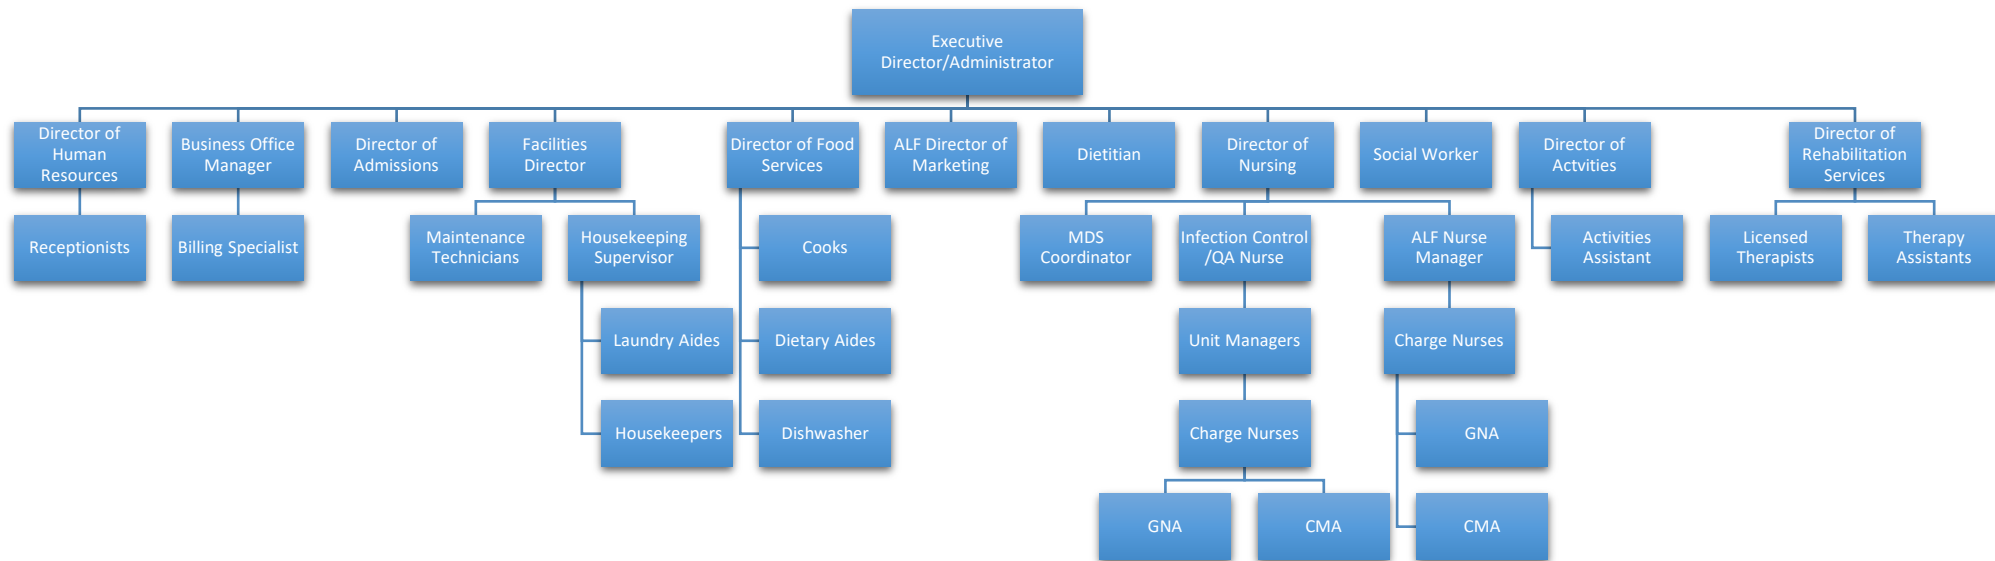 Executive
Director/Administrator
Director of
Human
Resources
Business Office
Manager
Director of
Admissions
Facilities
Director
Director of Food
Services
ALF Director of
Marketing
Dietitian
Director of
Nursing
Social Worker
Director of
Actvities
Director of
Rehabilitation
Services
Receptionists
Billing Specialist
Maintenance
Technicians
Housekeeping
Supervisor
Cooks
MDS
Coordinator
Infection Control
/QA Nurse
ALF Nurse
Manager
Activities
Assistant
Licensed
Therapists
Therapy
Assistants
Laundry Aides
Dietary Aides
Unit Managers
Charge Nurses
Housekeepers
Dishwasher
Charge Nurses
GNA
GNA
CMA
CMA